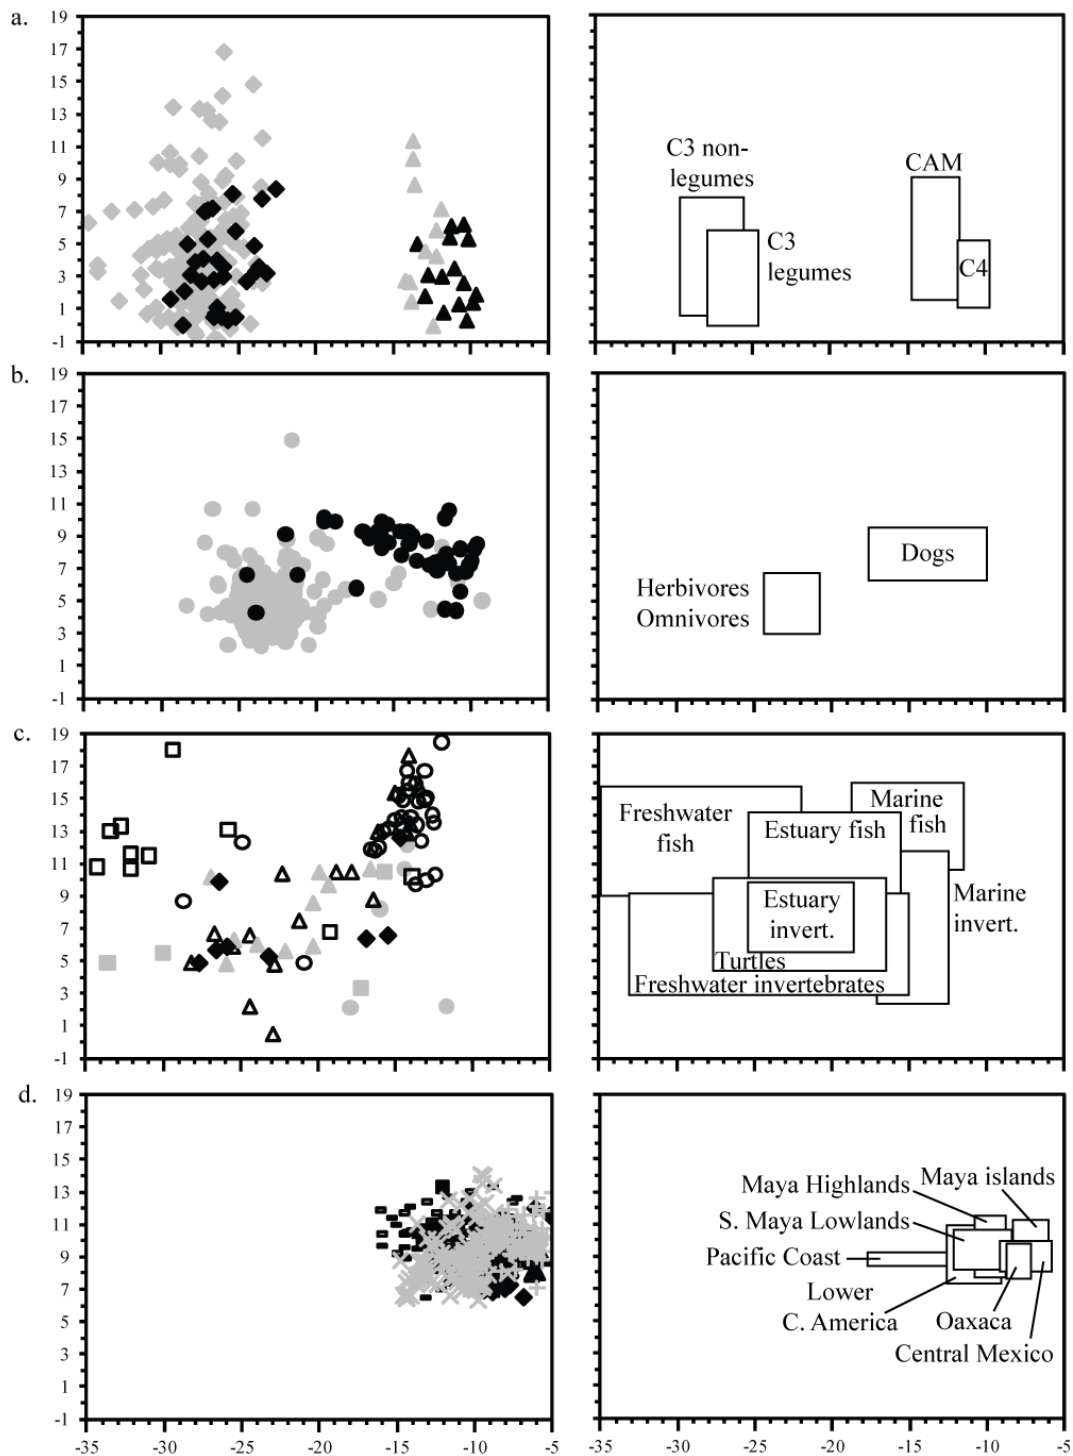 a.
19
17
15
13
11
9
7
5
3
1
-1
C3 non-
legumes
C3
legumes
CAM
C4
b.
19
17
15
13
11
9
7
5
3
1
-1
Herbivores
Omnivores
Dogs
c.
19
17
15
13
11
9
7
5
3
1
-1
Freshwater
fish
Marine
fish
Estuary fish
Estuary
invert.
Marine
invert.
Turtles
Freshwater invertebrates
d.
19
17
15
13
11
9
7
5
3
1
-1
-35 -30 -25 -20 -15 -10 -5
Maya Highlands
Maya islands
S. Maya Lowlands
Pacific Coast
Lower
C. America
Oaxaca
Central Mexico
-35 -30 -25 -20 -15 -10 -5